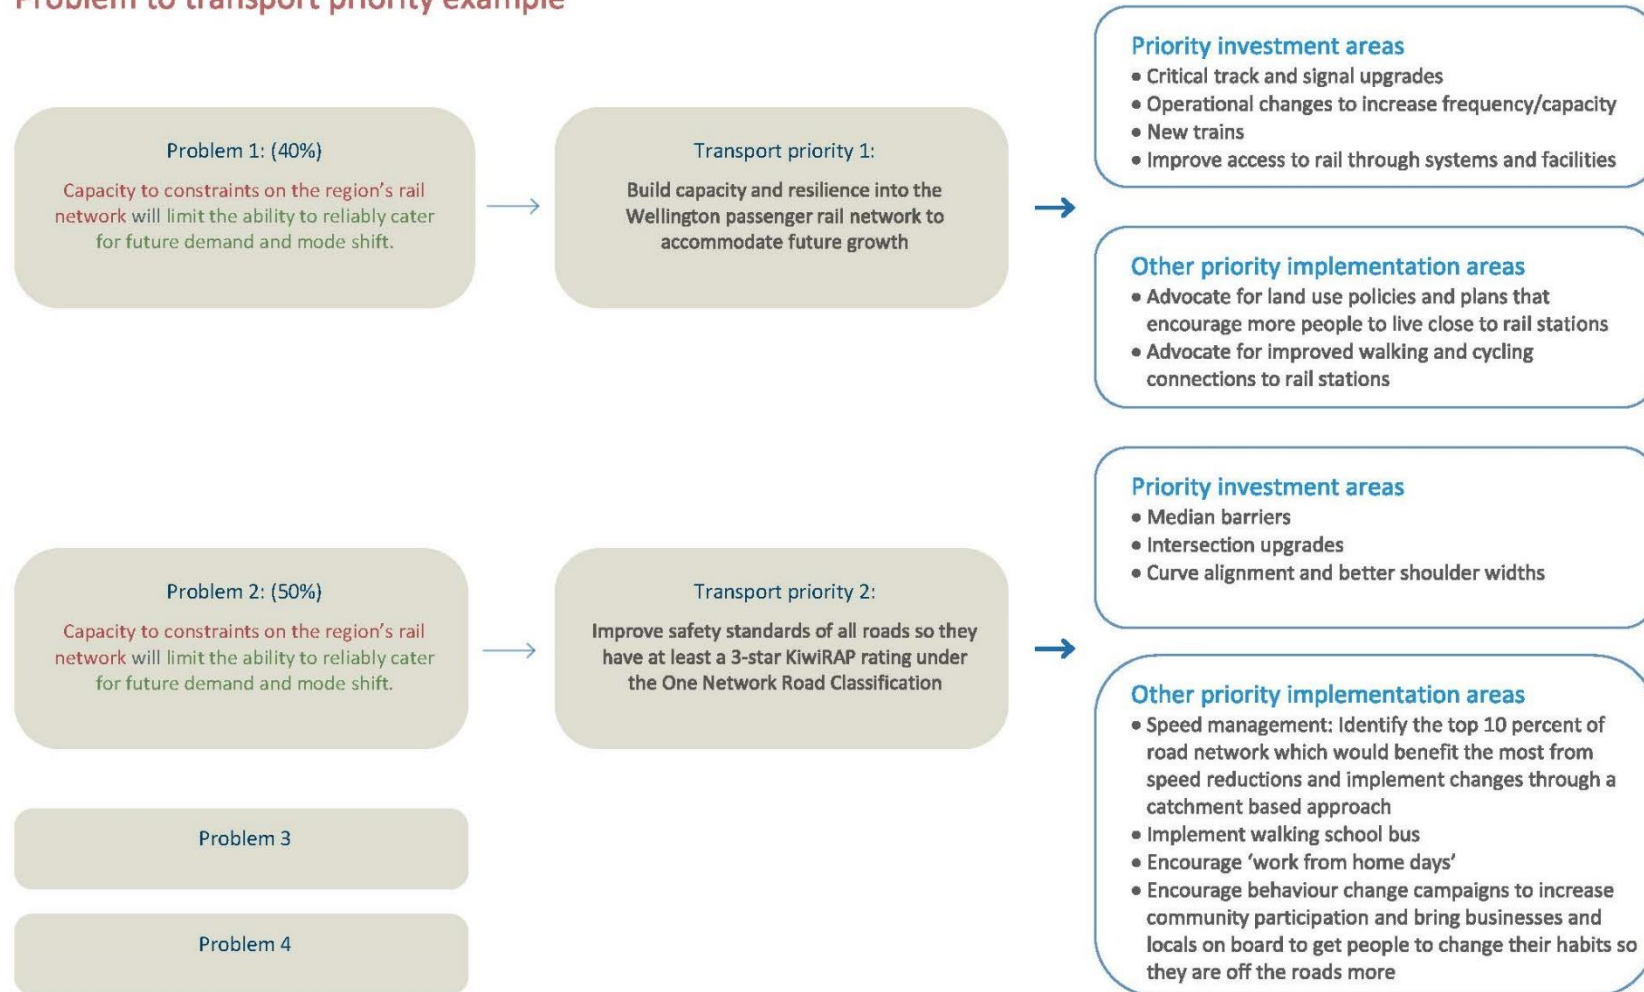 Problem to transport priority example
Problem 1: (40%)
Capacity to constraints on the region's rail
network will limit the ability to reliably cater
for future demand and mode shift.
Transport priority 1:
Build capacity and resilience into the
Wellington passenger rail network to
accommodate future growth
Priority investment areas
• Critical track and signal upgrades
• Operational changes to increase frequency/capacity
• New trains
• Improve access to rail through systems and facilities
Other priority implementation areas
• Advocate for land use policies and plans that
encourage more people to live close to rail stations
• Advocate for improved walking and cycling
connections to rail stations
Problem 2: (50%)
Capacity to constraints on the region's rail
network will limit the ability to reliably cater
for future demand and mode shift.
Transport priority 2:
Improve safety standards of all roads so they
have at least a 3-star KiwiRAP rating under
the One Network Road Classification
Priority investment areas
• Median barriers
• Intersection upgrades
• Curve alignment and better shoulder widths
Other priority implementation areas
• Speed management: Identify the top 10 percent of
road network which would benefit the most from
speed reductions and implement changes through a
catchment based approach
• Implement walking school bus
• Encourage 'work from home days'
• Encourage behaviour change campaigns to increase
community participation and bring businesses and
locals on board to get people to change their habits so
they are off the roads more
Problem 3
Problem 4